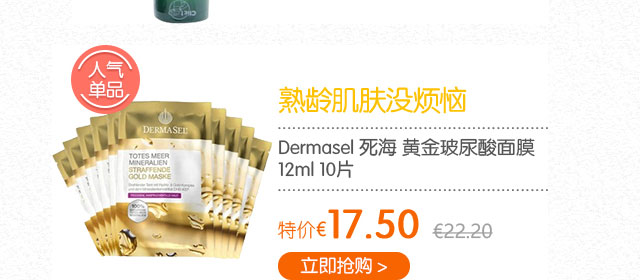 人气
单品
熟龄肌肤没烦恼
DERMASEL
TOTES MEER
MINERALIEN
STRAFFENDE
GOLD MASKE
100%
Dermasel 死海 黄金玻尿酸面膜
12ml 10片
特价€17.50 €22.20
立即抢购 >